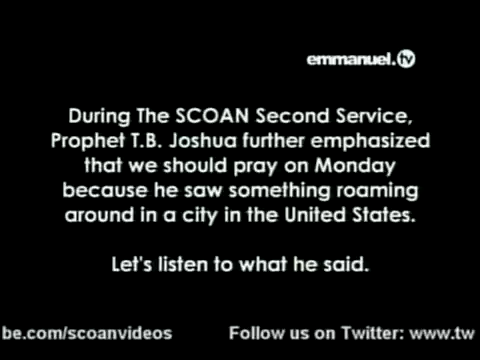 emmanuel.tv
During The SCOAN Second Service,
Prophet T.B. Joshua further emphasized
that we should pray on Monday
because he saw something roaming
around in a city in the United States.
Let's listen to what he said.
be.com/scoanvideos Follow us on Twitter: www.tw